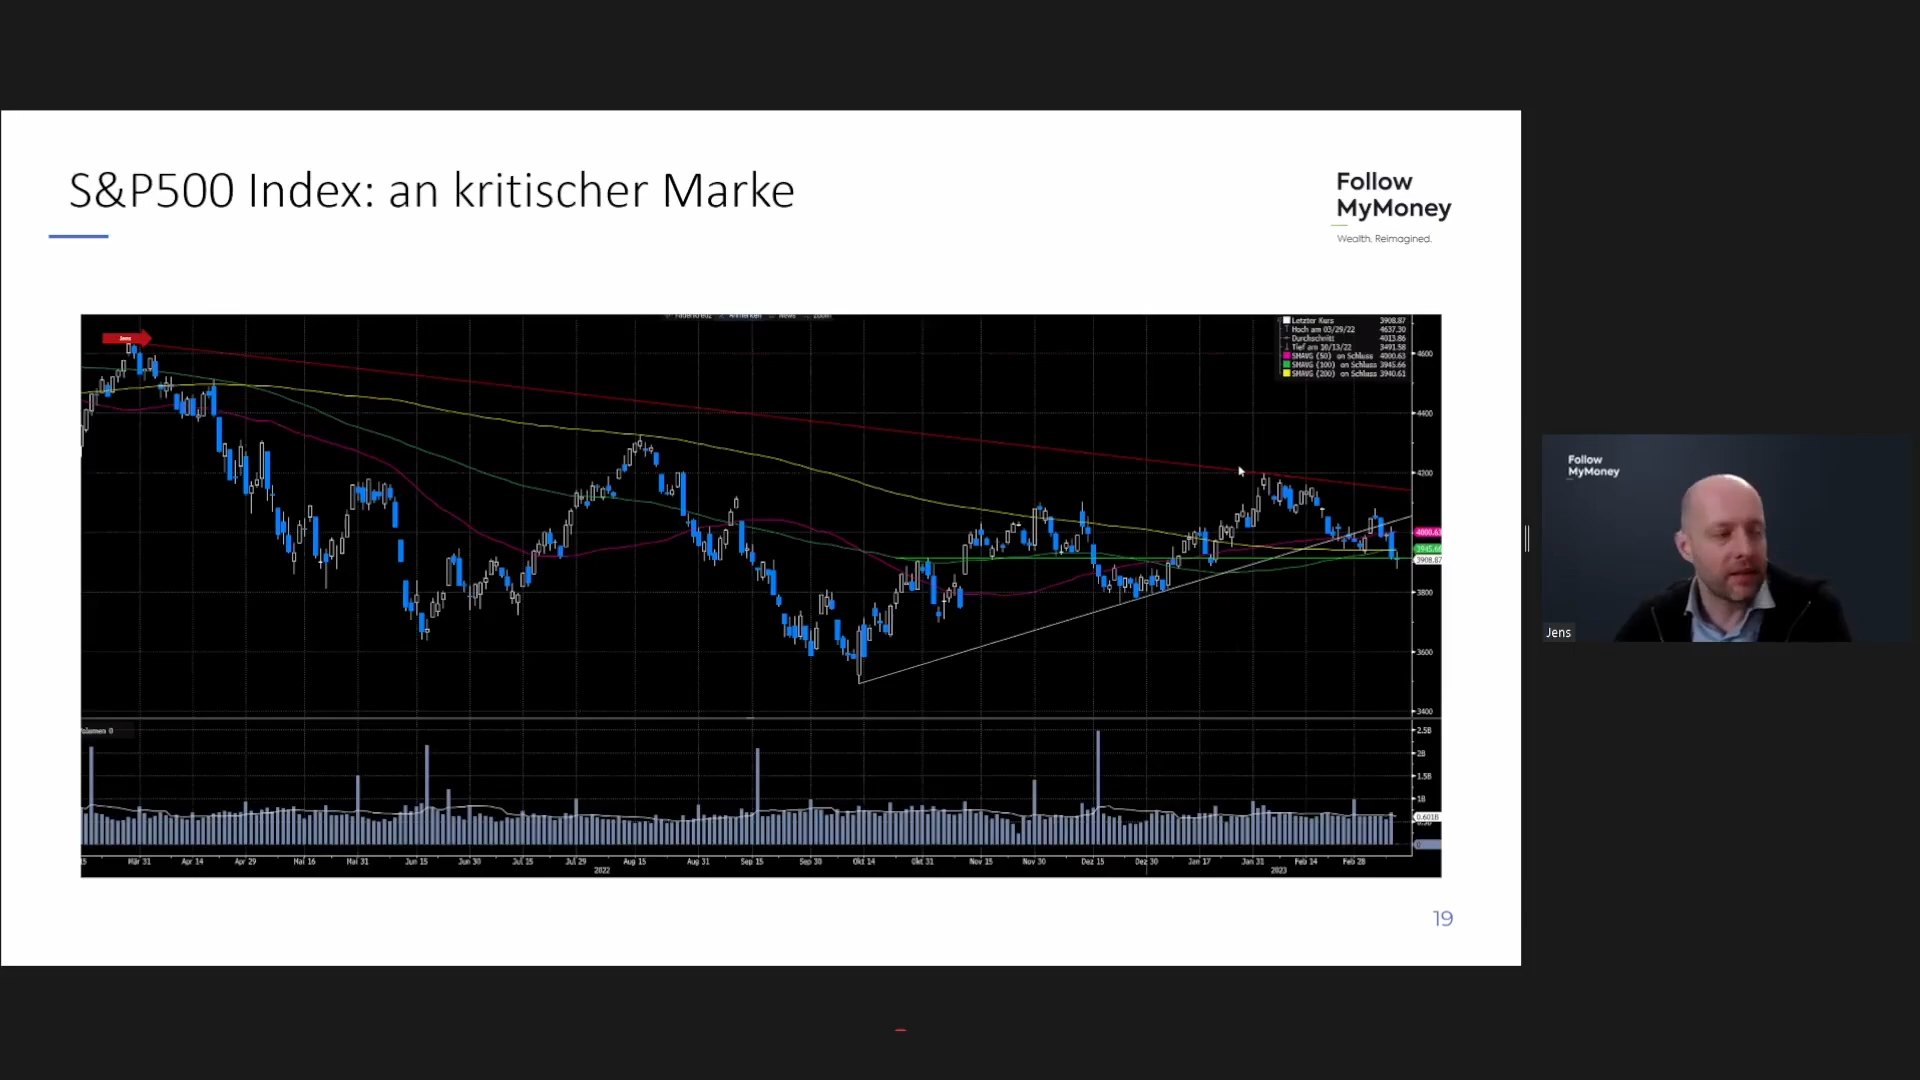 S&P500 Index: an kritischer Marke
Follow
MyMoney
Wealth. Reimagined.
Jens
Letzter Kurs 3908.87
Hoch am 03/29/22 4637.30
Durchschnitt 4013.86
Tief am 10/13/22 3491.58
SMAVG (50) on Schluss 4000.63
SMAVG (100) on Schluss 3945.66
SMAVG (200) on Schluss 3940.61
4600
4400
4200
4000.63
3945.66
3908.87
3800
3600
3400
Volumen 0
2.5B
2B
1.5B
1B
0.601B
0
Mär 31 Apr 14 Apr 29 Mai 16 Mai 31 Jun 15 Jun 30 Jul 15 Jul 29 Aug 15 Aug 31 Sep 15 Sep 30 Okt 14 Okt 31 Nov 15 Nov 30 Dez 15 Dez 30 Jan 17 Jan 31 Feb 14 Feb 28
2022 2023
19
Follow
MyMoney
Jens